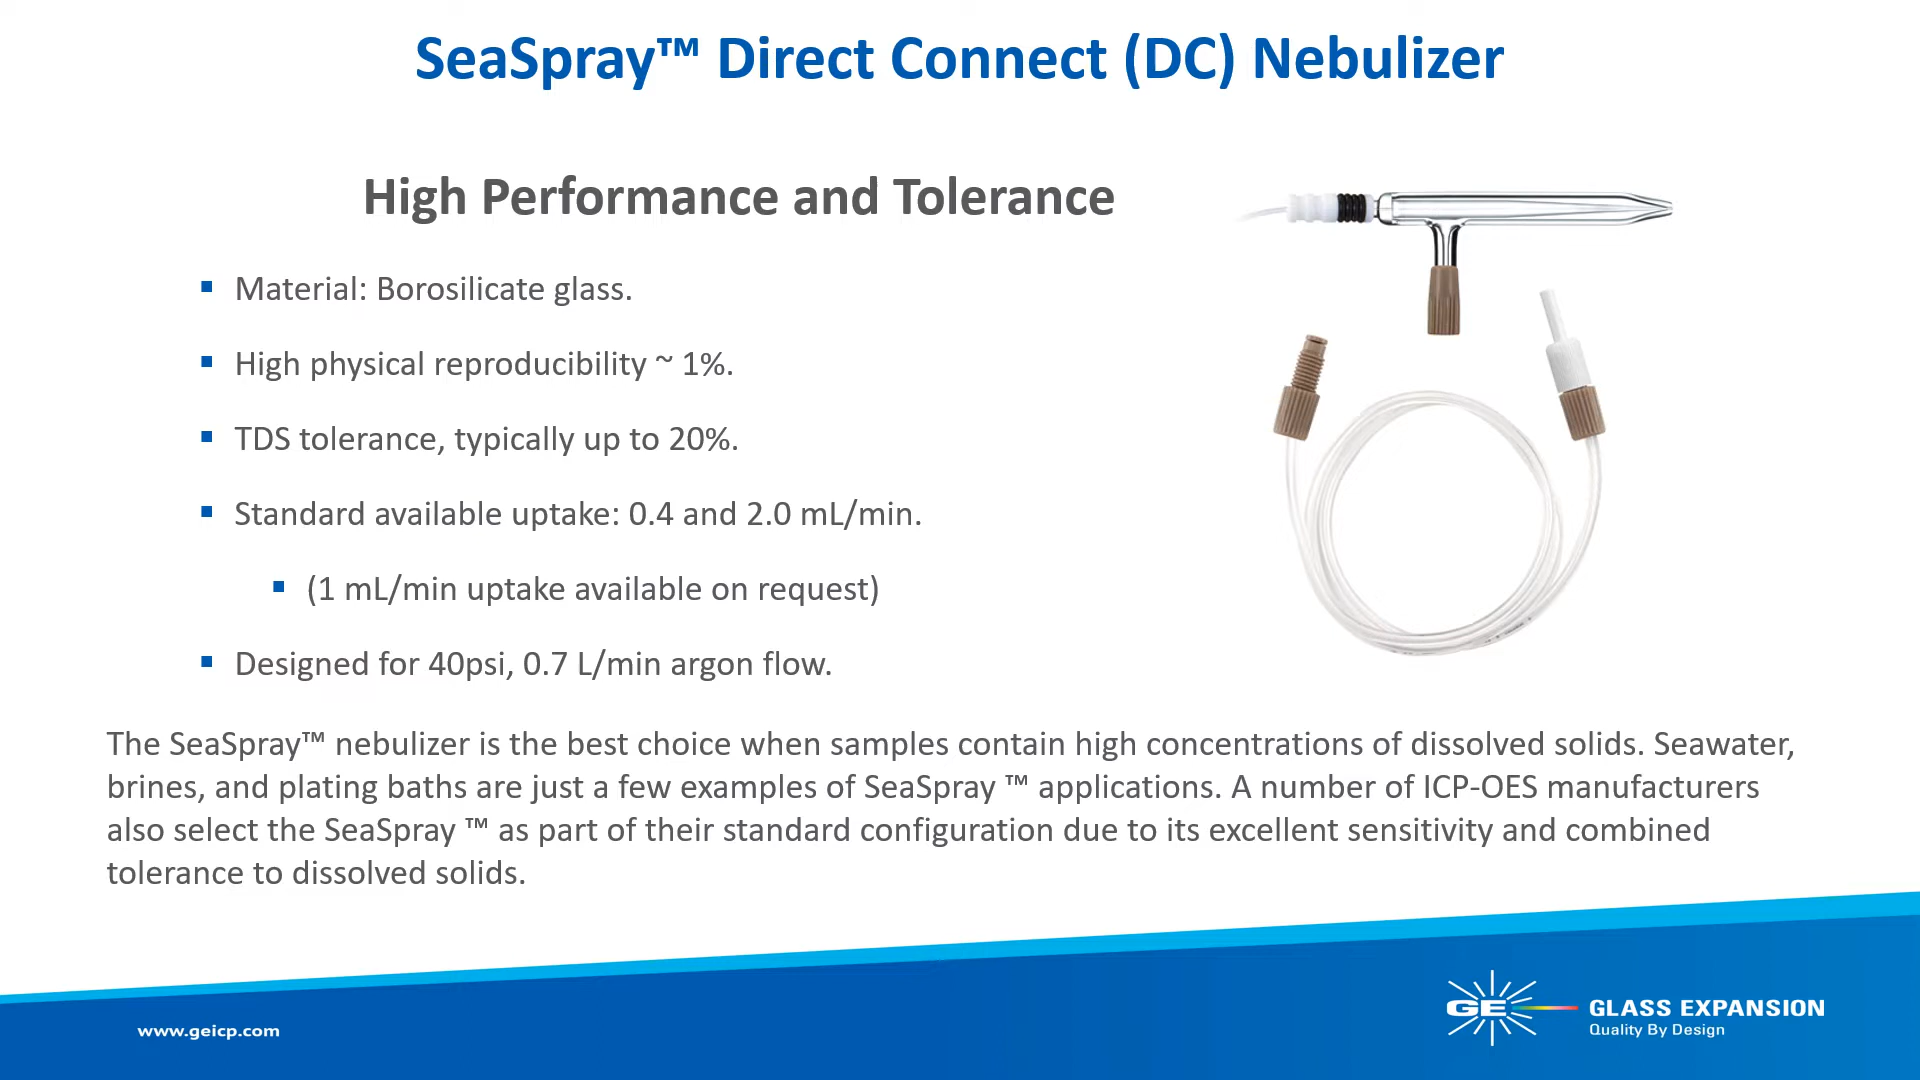 SeaSpray™ Direct Connect (DC) Nebulizer
High Performance and Tolerance
▪ Material: Borosilicate glass.
▪ High physical reproducibility ~ 1%.
▪ TDS tolerance, typically up to 20%.
▪ Standard available uptake: 0.4 and 2.0 mL/min.
▪ (1 mL/min uptake available on request)
▪ Designed for 40psi, 0.7 L/min argon flow.
The SeaSpray™ nebulizer is the best choice when samples contain high concentrations of dissolved solids. Seawater,
brines, and plating baths are just a few examples of SeaSpray ™ applications. A number of ICP-OES manufacturers
also select the SeaSpray ™ as part of their standard configuration due to its excellent sensitivity and combined
tolerance to dissolved solids.
www.geicp.com
GE GLASS EXPANSION
Quality By Design